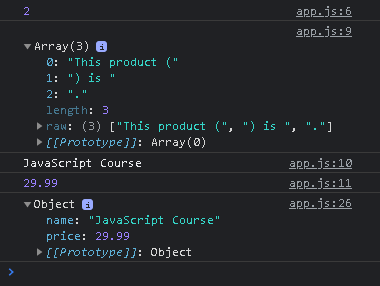 2 app.js:6
app.js:9
▼Array(3) i
0: "This product ("
1: ") is "
2: "."
length: 3
▶raw: (3) ["This product (", ") is ", "."]
▶[[Prototype]]: Array(0)
JavaScript Course app.js:10
29.99 app.js:11
app.js:26
▼Object i
name: "JavaScript Course"
price: 29.99
▶[[Prototype]]: Object
>